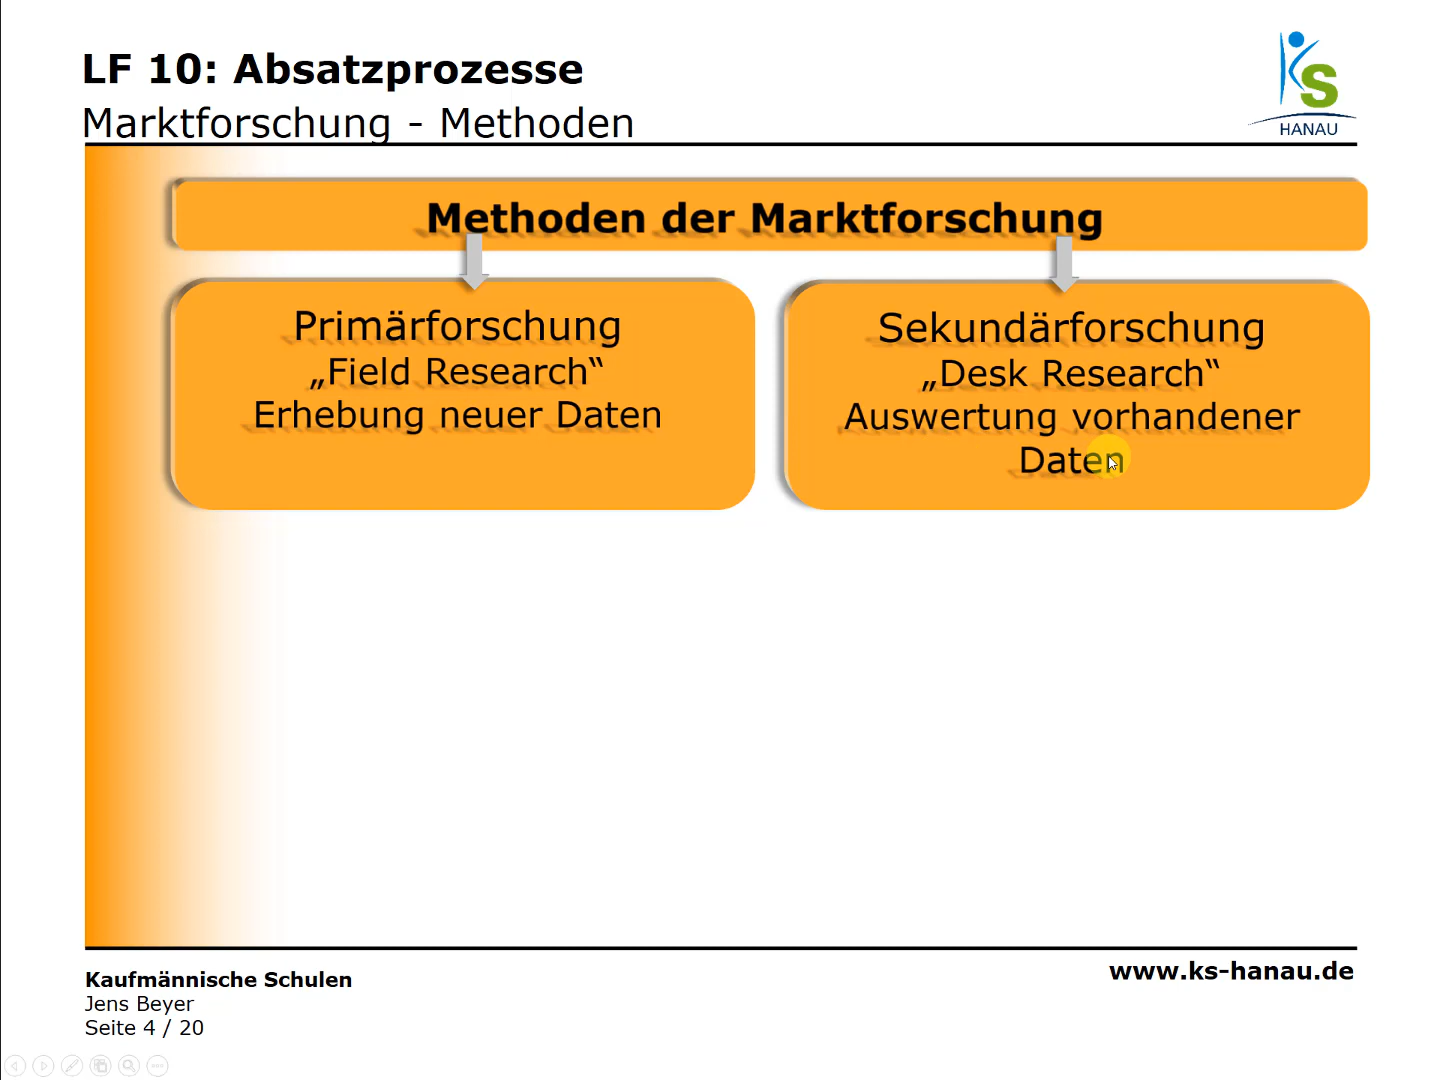 LF 10: Absatzprozesse
Marktforschung - Methoden
KS
HANAU
Methoden der Marktforschung
Primärforschung
„Field Research“
Erhebung neuer Daten
Sekundärforschung
„Desk Research“
Auswertung vorhandener
Daten
Kaufmännische Schulen
Jens Beyer
Seite 4 / 20
www.ks-hanau.de